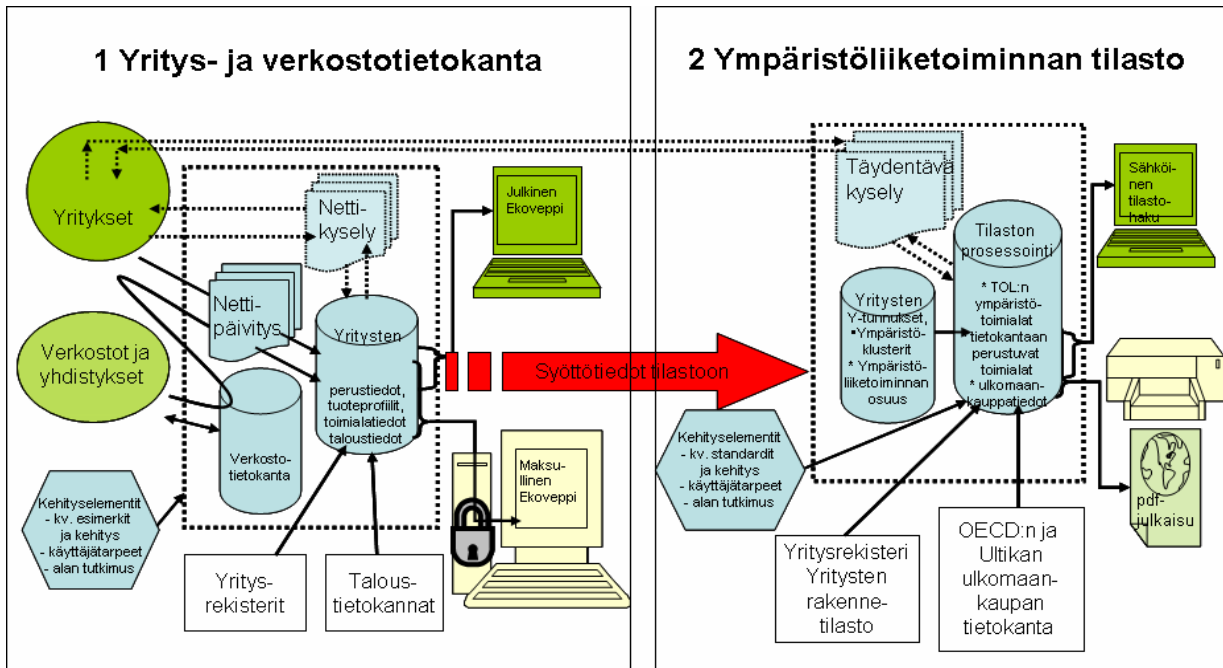 1 Yritys- ja verkostotietokanta
Yritykset
Netti-
kysely
Julkinen
Ekoveppi
Netti-
päivitys
Yritysten
perustiedot,
tuoteprofiilit,
toimialatiedot
taloustiedot
Verkostot ja
yhdistykset
Verkosto-
tietokanta
Maksu-
llinen
Ekoveppi
Kehityselementit
- kv. esimerkit
ja kehitys
- käyttäjätarpeet
- alan tutkimus
Yritys-
rekisterit
Talous-
tietokannat
Syöttötiedot tilastoon
2 Ympäristöliiketoiminnan tilasto
Täydentävä
kysely
Sähköi-
nen
tilasto-
haku
Tilaston
prosessointi
* TOL:n
ympäristö-
toimialat
tietokantaan
perustuvat
toimialat
* ulkomaan-
kauppatiedot
Yritysten
Y-tunnukset,
•Ympäristö-
klusterit
* Ympäristö-
liiketoiminnan
osuus
Kehityselementit
- kv. standardit
ja kehitys
- käyttäjätarpeet
- alan tutkimus
Yritysrekisteri
Yritysten
rakenne-
tilasto
OECD:n ja
Ultikan
ulkomaan-
kaupan
tietokanta
pdf-
julkaisu